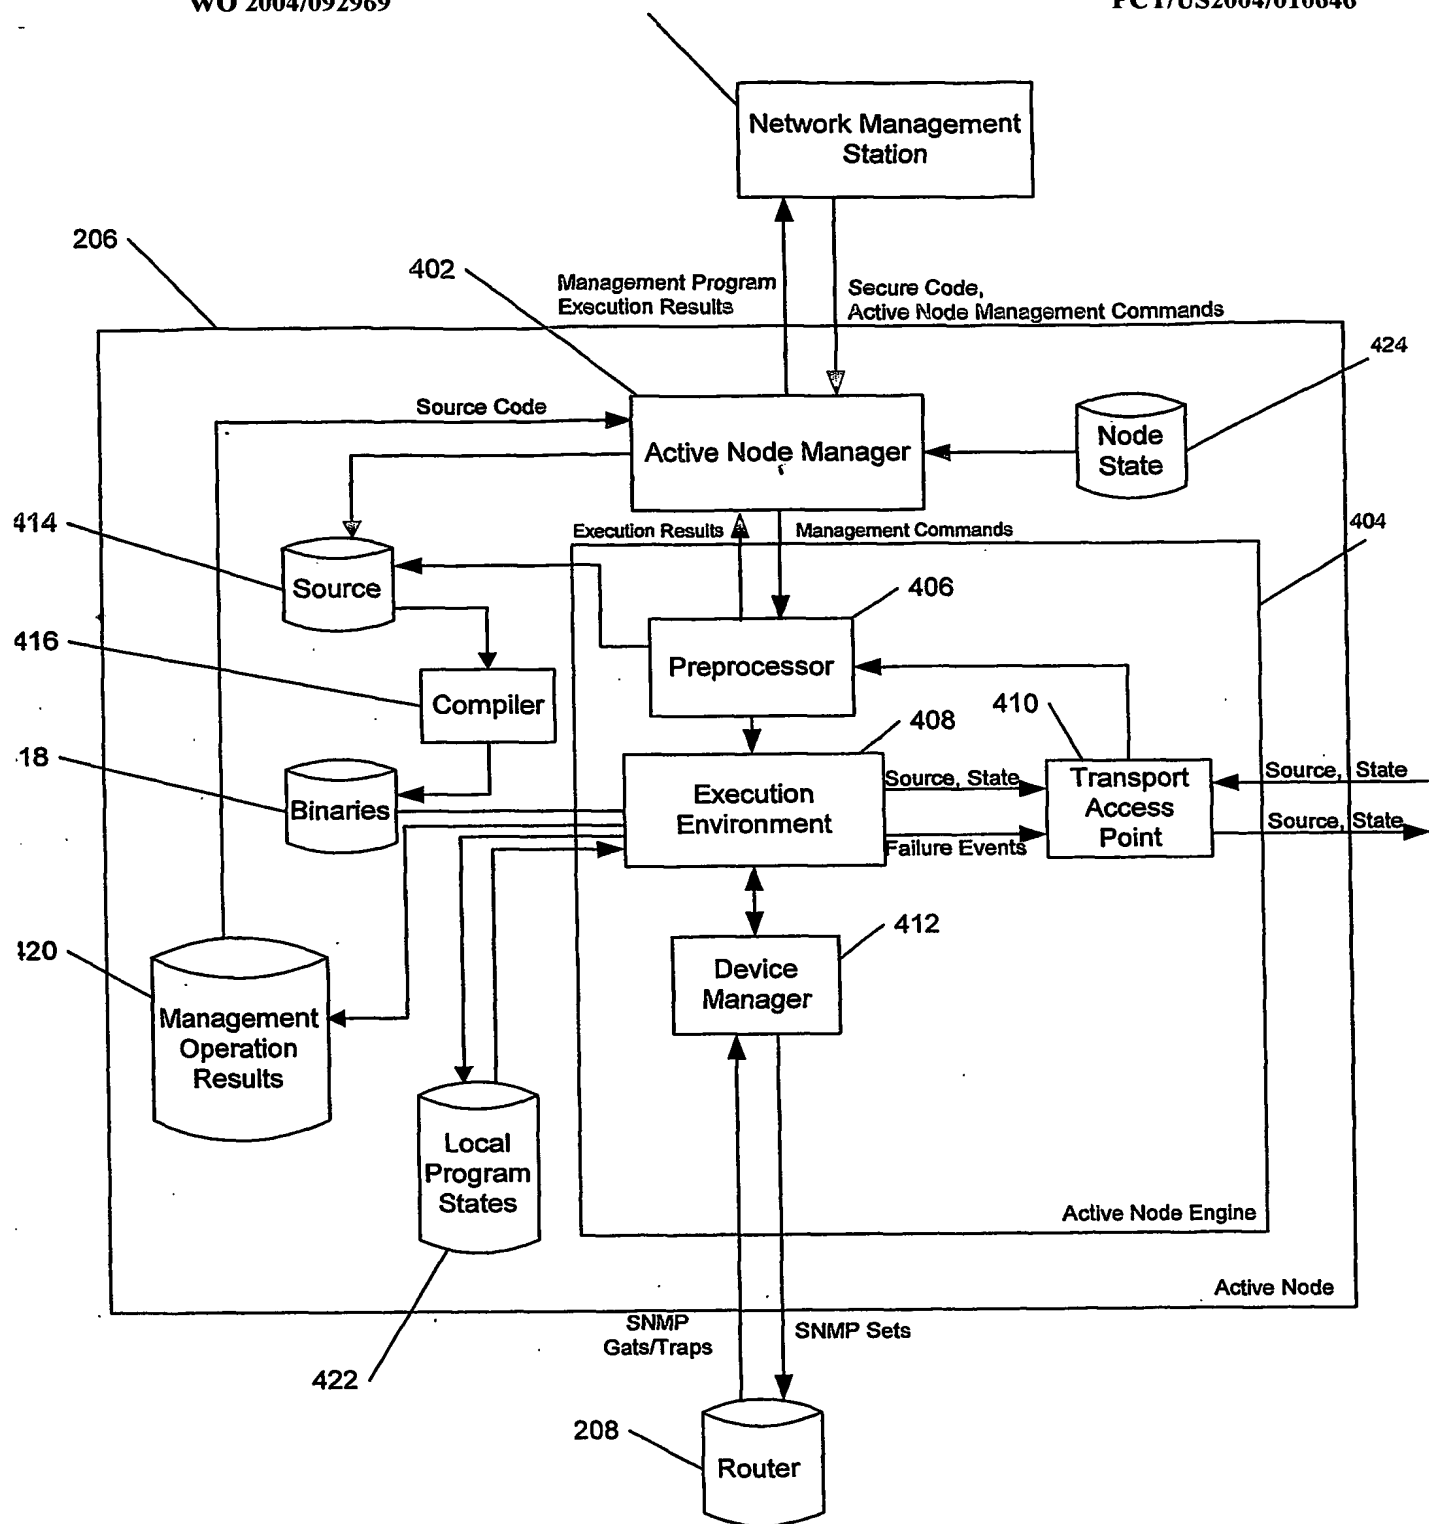 WO 2004/092969
PCT/US2004/010646
Network Management
Station
206
402
Management Program
Execution Results
Secure Code,
Active Node Management Commands
424
Source Code
Active Node Manager
Node
State
414
Execution Results
Management Commands
404
Source
406
416
Preprocessor
Compiler
408
410
18
Source, State
Transport
Access
Point
Source, State
Execution
Environment
Binaries
Source, State
Failure Events
412
420
Device
Manager
Management
Operation
Results
Local
Program
States
Active Node Engine
Active Node
SNMP
Gats/Traps
SNMP Sets
422
208
Router